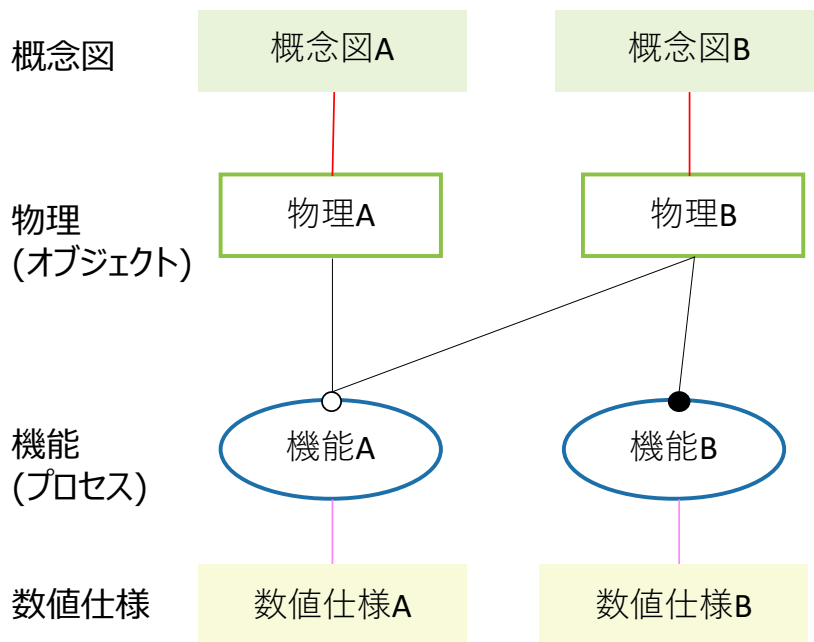 概念図
概念図A
概念図B
物理
(オブジェクト)
物理A
物理B
機能
(プロセス)
機能A
機能B
数値仕様
数値仕様A
数値仕様B